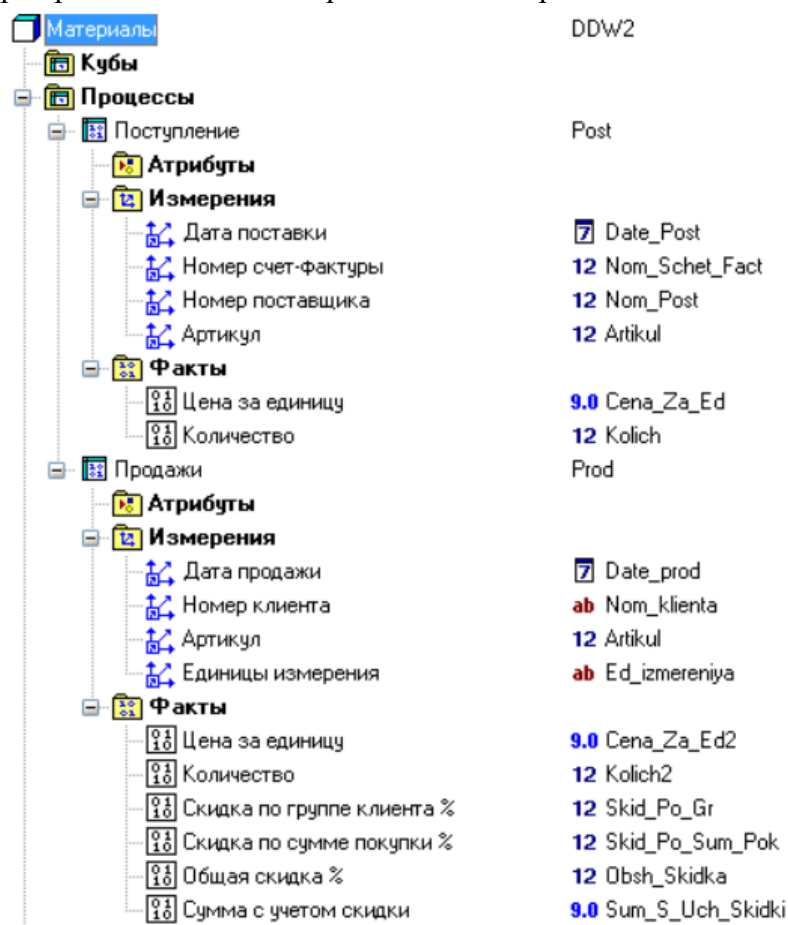 Материалы DDW2
Кубы
Процессы
Поступление Post
Атрибуты
Измерения
Дата поставки 7 Date_Post
Номер счет-фактуры 12 Nom_Schet_Fact
Номер поставщика 12 Nom_Post
Артикул 12 Artikul
Факты
Цена за единицу 9.0 Cena_Za_Ed
Количество 12 Kolich
Продажи Prod
Атрибуты
Измерения
Дата продажи 7 Date_prod
Номер клиента ab Nom_klienta
Артикул 12 Artikul
Единицы измерения ab Ed_izmereniya
Факты
Цена за единицу 9.0 Cena_Za_Ed2
Количество 12 Kolich2
Скидка по группе клиента % 12 Skid_Po_Gr
Скидка по сумме покупки % 12 Skid_Po_Sum_Pok
Общая скидка % 12 Obsh_Skidka
Сумма с учетом скидки 9.0 Sum_S_Uch_Skidki